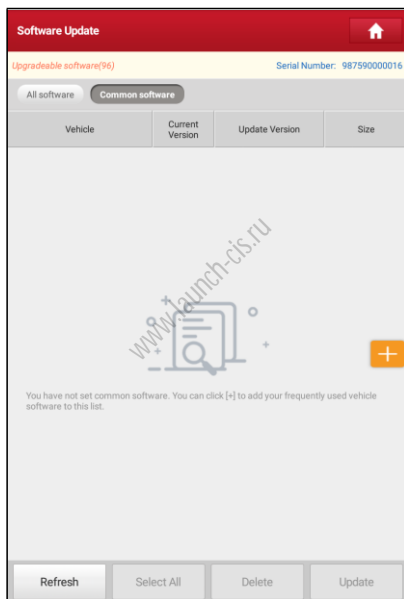 Software Update
Upgradeable software(96)
Serial Number: 987590000016
All software
Common software
Vehicle
Current
Version
Update Version
Size
www.launch-cis.ru
You have not set common software. You can click [+] to add your frequently used vehicle
software to this list.
Refresh
Select All
Delete
Update